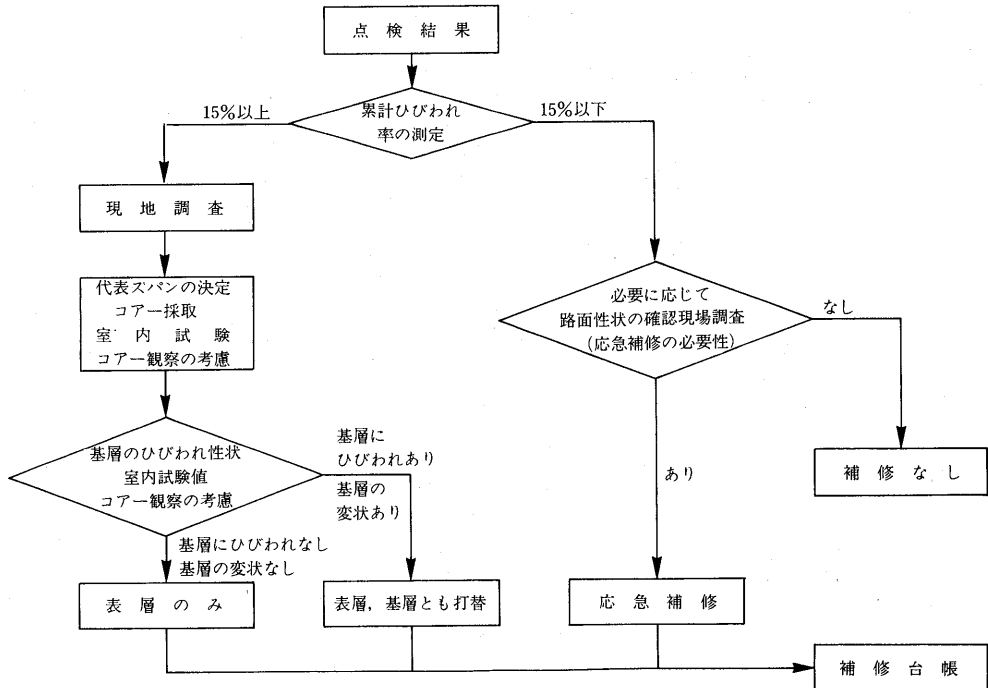 点検結果
累計ひびわれ
率の測定
15%以上
15%以下
現地調査
代表スパンの決定
コアー採取
室内試験
コアー観察の考慮
必要に応じて
路面性状の確認現場調査
(応急補修の必要性)
なし
基層のひびわれ性状
室内試験値
コアー観察の考慮
基層に
ひびわれあり
基層の
変状あり
あり
補修なし
基層にひびわれなし
基層の変状なし
表層のみ
表層，基層とも打替
応急補修
補修台帳